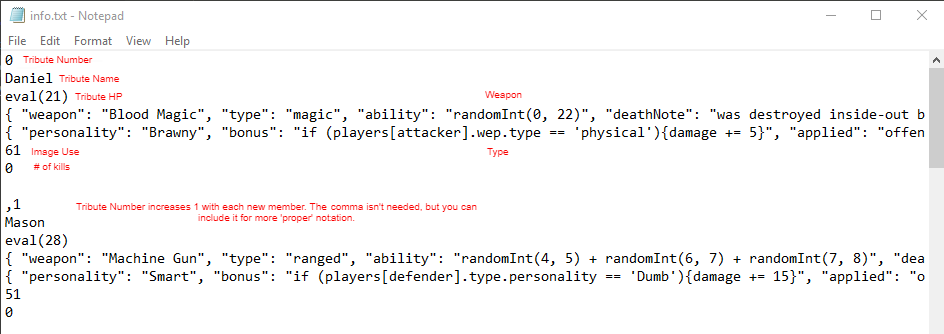 info.txt - Notepad
File Edit Format View Help
0 Tribute Number
Daniel Tribute Name
eval(21) Tribute HP Weapon
{ "weapon": "Blood Magic", "type": "magic", "ability": "randomInt(0, 22)", "deathNote": "was destroyed inside-out b
{ "personality": "Brawny", "bonus": "if (players[attacker].wep.type == 'physical'){damage += 5}", "applied": "offen
61 Image Use Type
0 # of kills
,1 Tribute Number increases 1 with each new member. The comma isn't needed, but you can
include it for more 'proper' notation.
Mason
eval(28)
{ "weapon": "Machine Gun", "type": "ranged", "ability": "randomInt(4, 5) + randomInt(6, 7) + randomInt(7, 8)", "dea
{ "personality": "Smart", "bonus": "if (players[defender].type.personality == 'Dumb'){damage += 15}", "applied": "o
51
0